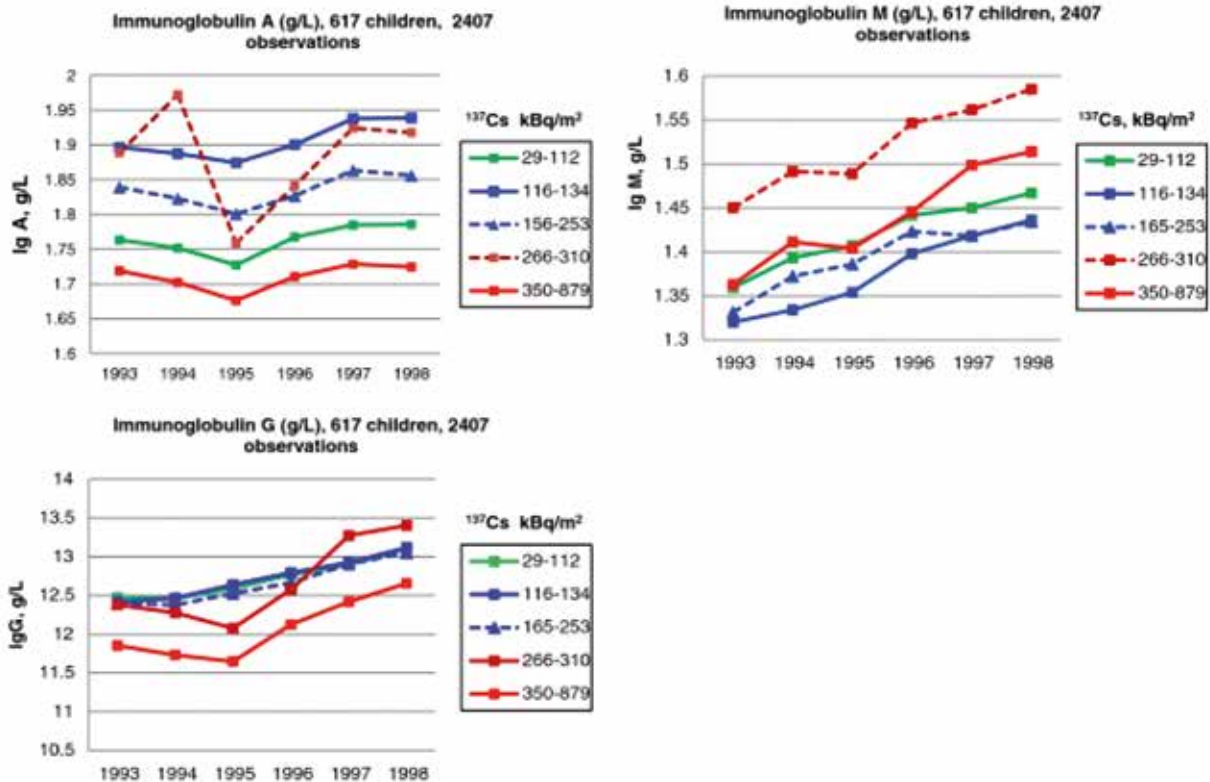 Immunoglobulin A (g/L), 617 children, 2407
observations
2
1.95
1.9
1.85
1.8
1.75
1.7
1.65
1.6
Ig A, g/L
1993 1994 1995 1996 1997 1998
¹³⁷Cs kBq/m²
29-112
116-134
156-253
266-310
350-879
Immunoglobulin M (g/L), 617 children, 2407
observations
1.6
1.55
1.5
1.45
1.4
1.35
1.3
Ig M, g/L
1993 1994 1995 1996 1997 1998
¹³⁷Cs, kBq/m²
29-112
116-134
165-253
266-310
350-879
Immunoglobulin G (g/L), 617 children, 2407
observations
14
13.5
13
12.5
12
11.5
11
10.5
IgG, g/L
1993 1994 1995 1996 1997 1998
¹³⁷Cs kBq/m²
29-112
116-134
165-253
266-310
350-879